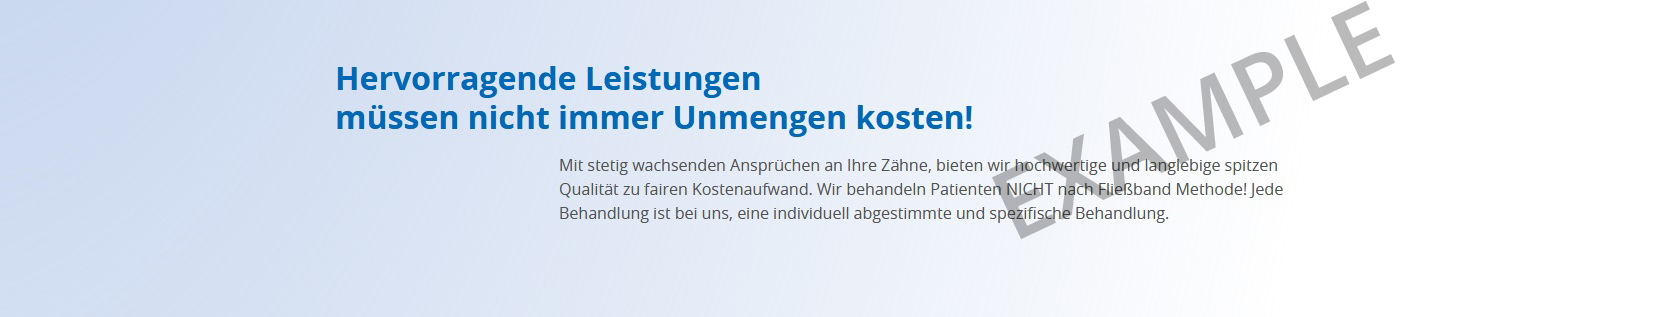 Hervorragende Leistungen
müssen nicht immer Unmengen kosten!
Mit stetig wachsenden Ansprüchen an Ihre Zähne, bieten wir hochwertige und langlebige spitzen
Qualität zu fairen Kostenaufwand. Wir behandeln Patienten NICHT nach Fließband Methode! Jede
Behandlung ist bei uns, eine individuell abgestimmte und spezifische Behandlung.
EXAMPLE